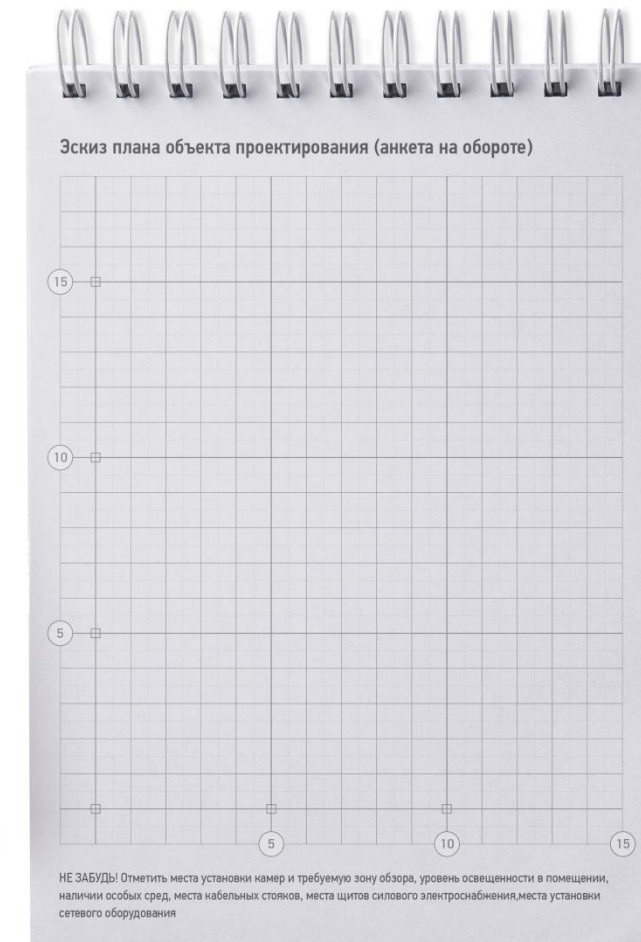 Эскиз плана объекта проектирования (анкета на обороте)
15
10
5
5 10 15
НЕ ЗАБУДЬ! Отметить места установки камер и требуемую зону обзора, уровень освещенности в помещении,
наличии особых сред, места кабельных стояков, места щитов силового электроснабжения,места установки
сетевого оборудования